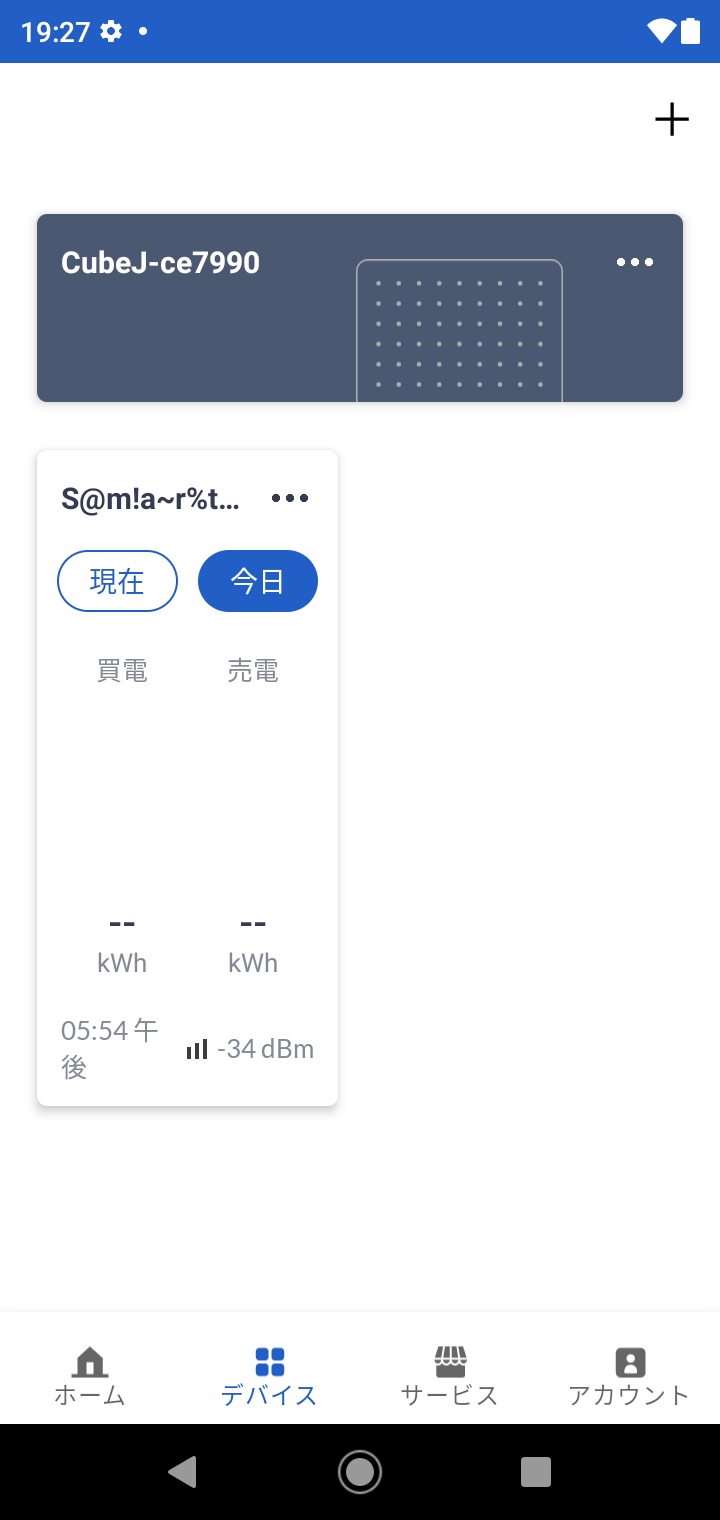 19:27
CubeJ-ce7990
S@m!a~r%t...
現在 今日
買電 売電
-- --
kWh kWh
05:54 午
後
-34 dBm
ホーム デバイス サービス アカウント